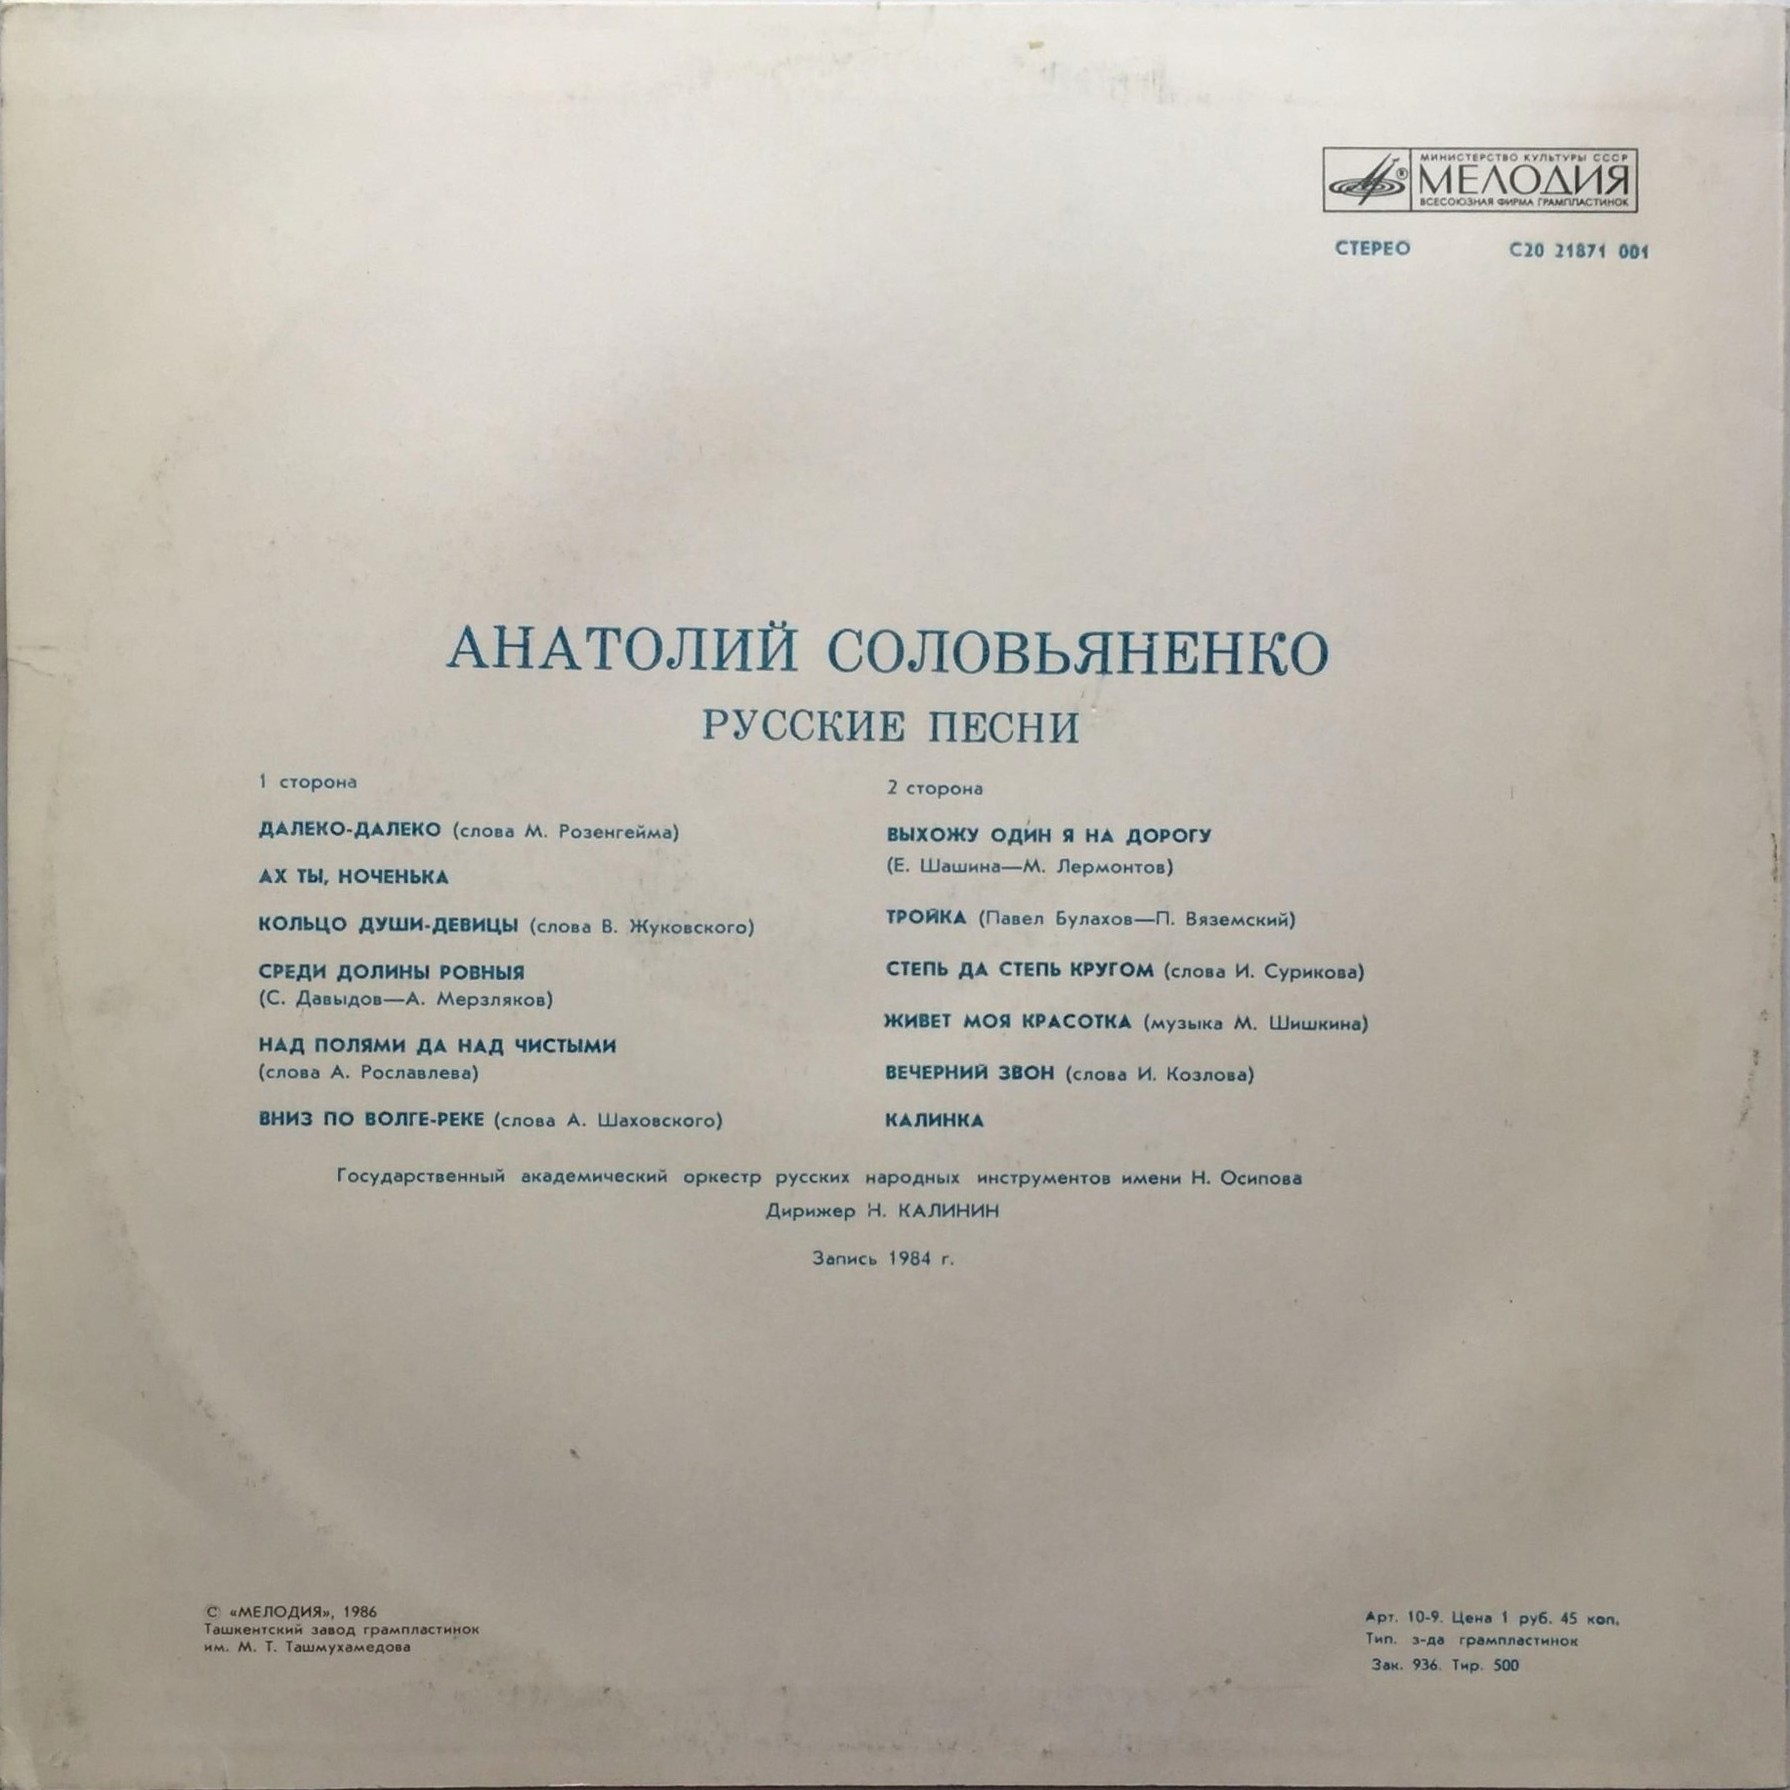 МИНИСТЕРСТВО КУЛЬТУРЫ СССР
МЕЛОДИЯ
ВСЕСОЮЗНАЯ ФИРМА ГРАМПЛАСТИНОК
СТЕРЕО С20 21871 001
АНАТОЛИЙ СОЛОВЬЯНЕНКО
РУССКИЕ ПЕСНИ
1 сторона
ДАЛЕКО-ДАЛЕКО (слова М. Розенгейма)
АХ ТЫ, НОЧЕНЬКА
КОЛЬЦО ДУШИ-ДЕВИЦЫ (слова В. Жуковского)
СРЕДИ ДОЛИНЫ РОВНЫЯ
(С. Давыдов—А. Мерзляков)
НАД ПОЛЯМИ ДА НАД ЧИСТЫМИ
(слова А. Рославлева)
ВНИЗ ПО ВОЛГЕ-РЕКЕ (слова А. Шаховского)
2 сторона
ВЫХОЖУ ОДИН Я НА ДОРОГУ
(Е. Шашина—М. Лермонтов)
ТРОЙКА (Павел Булахов—П. Вяземский)
СТЕПЬ ДА СТЕПЬ КРУГОМ (слова И. Сурикова)
ЖИВЕТ МОЯ КРАСОТКА (музыка М. Шишкина)
ВЕЧЕРНИЙ ЗВОН (слова И. Козлова)
КАЛИНКА
Государственный академический оркестр русских народных инструментов имени Н. Осипова
Дирижер Н. КАЛИНИН
Запись 1984 г.
© «МЕЛОДИЯ», 1986
Ташкентский завод грампластинок
им. М. Т. Ташмухамедова
Арт. 10-9. Цена 1 руб. 45 коп.
Тип. з-да грампластинок
Зак. 936. Тир. 500